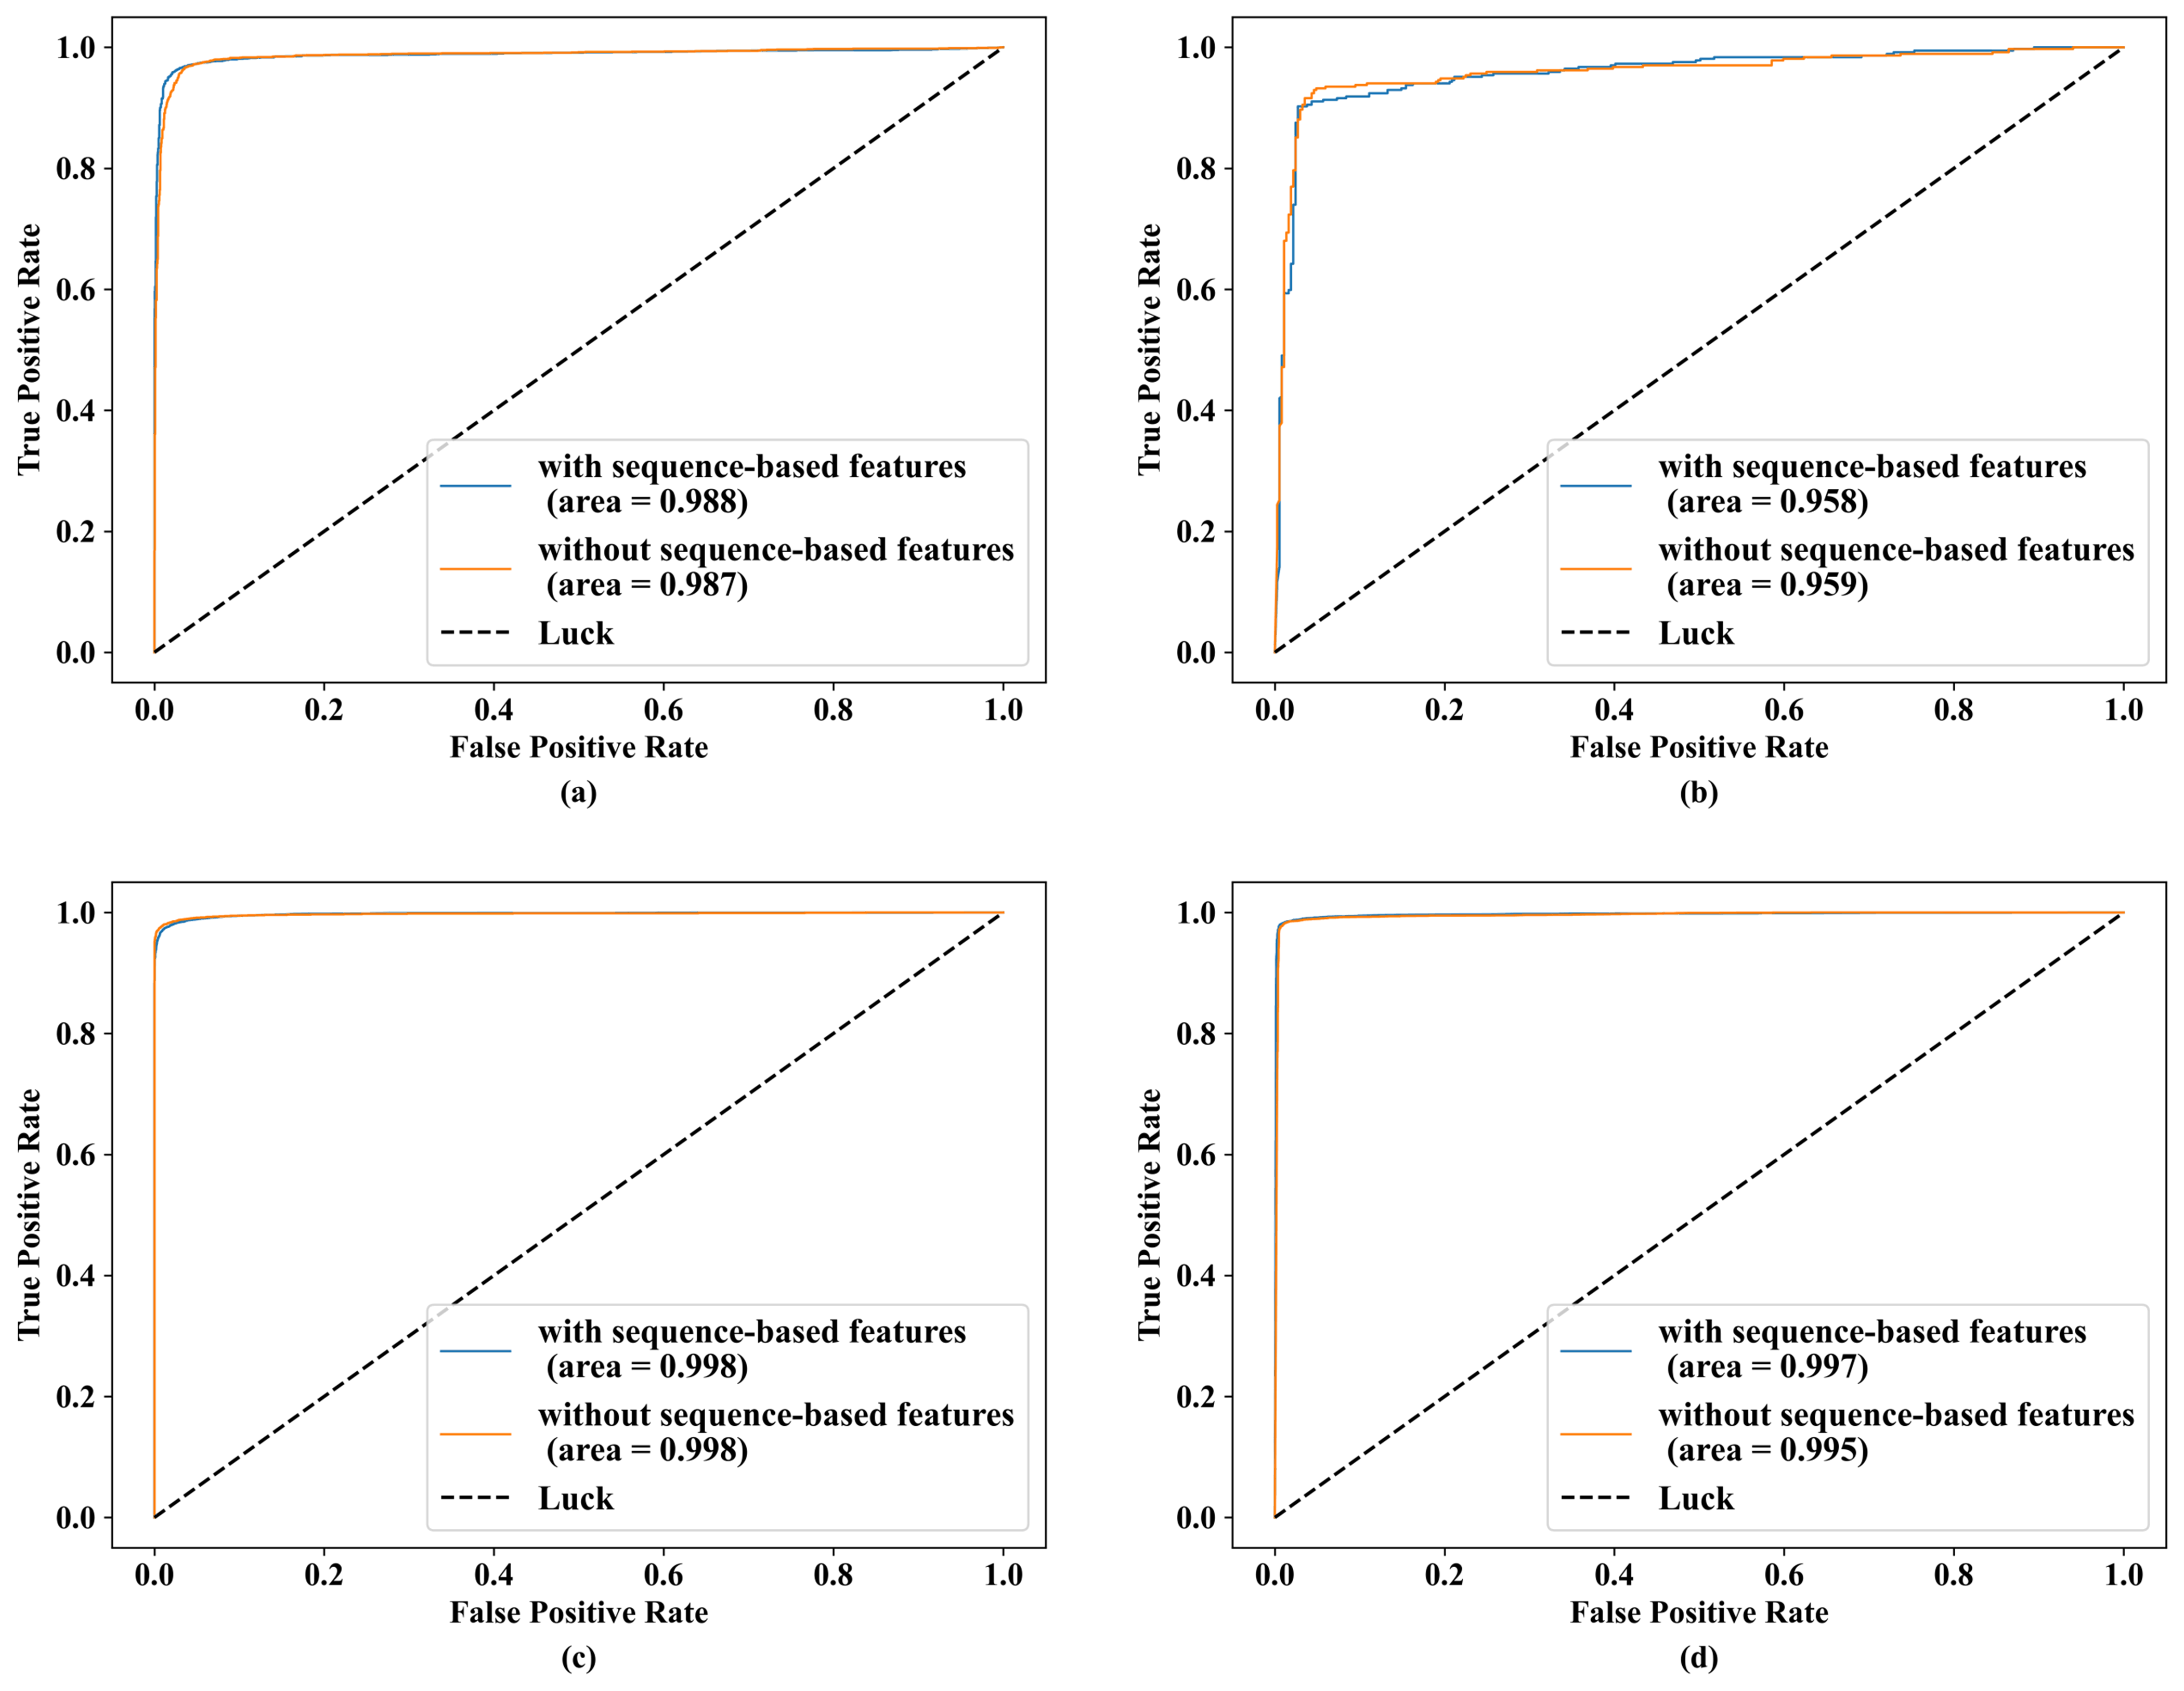 1.0
0.8
0.6
0.4
0.2
0.0
True Positive Rate
with sequence-based features
(area = 0.988)
without sequence-based features
(area = 0.987)
Luck
0.0 0.2 0.4 0.6 0.8 1.0
False Positive Rate
(a)
1.0
0.8
0.6
0.4
0.2
0.0
True Positive Rate
with sequence-based features
(area = 0.958)
without sequence-based features
(area = 0.959)
Luck
0.0 0.2 0.4 0.6 0.8 1.0
False Positive Rate
(b)
1.0
0.8
0.6
0.4
0.2
0.0
True Positive Rate
with sequence-based features
(area = 0.998)
without sequence-based features
(area = 0.998)
Luck
0.0 0.2 0.4 0.6 0.8 1.0
False Positive Rate
(c)
1.0
0.8
0.6
0.4
0.2
0.0
True Positive Rate
with sequence-based features
(area = 0.997)
without sequence-based features
(area = 0.995)
Luck
0.0 0.2 0.4 0.6 0.8 1.0
False Positive Rate
(d)